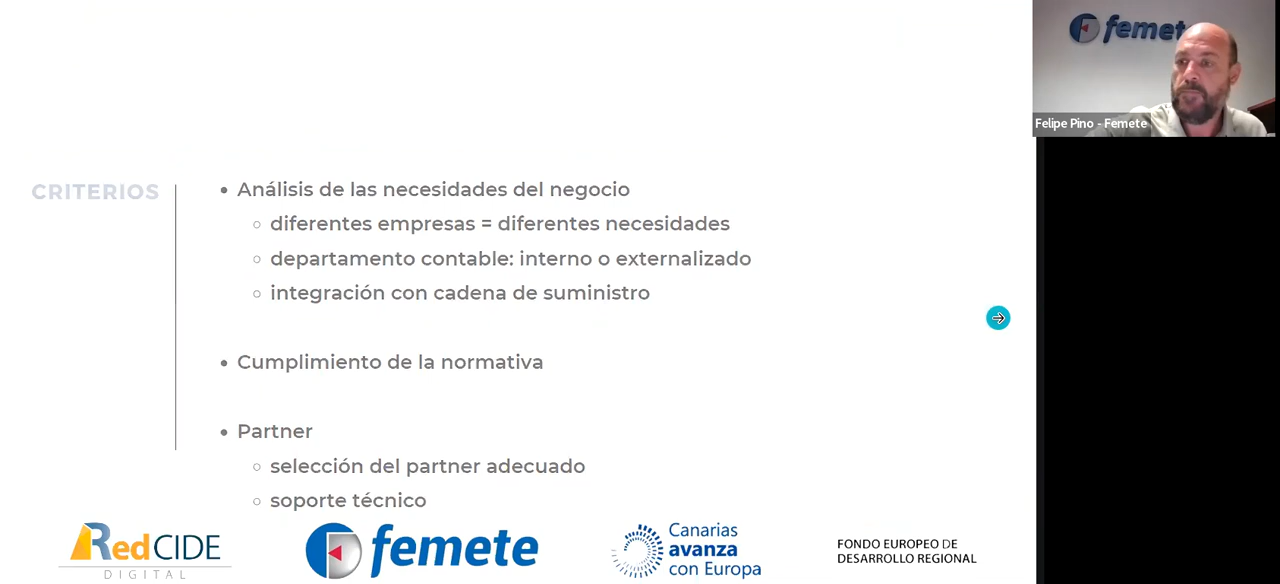 femete
Felipe Pino - Femete
CRITERIOS
Análisis de las necesidades del negocio
diferentes empresas = diferentes necesidades
departamento contable: interno o externalizado
integración con cadena de suministro
Cumplimiento de la normativa
Partner
selección del partner adecuado
soporte técnico
RedCIDE
DIGITAL
femete
Canarias
avanza
con Europa
FONDO EUROPEO DE
DESARROLLO REGIONAL